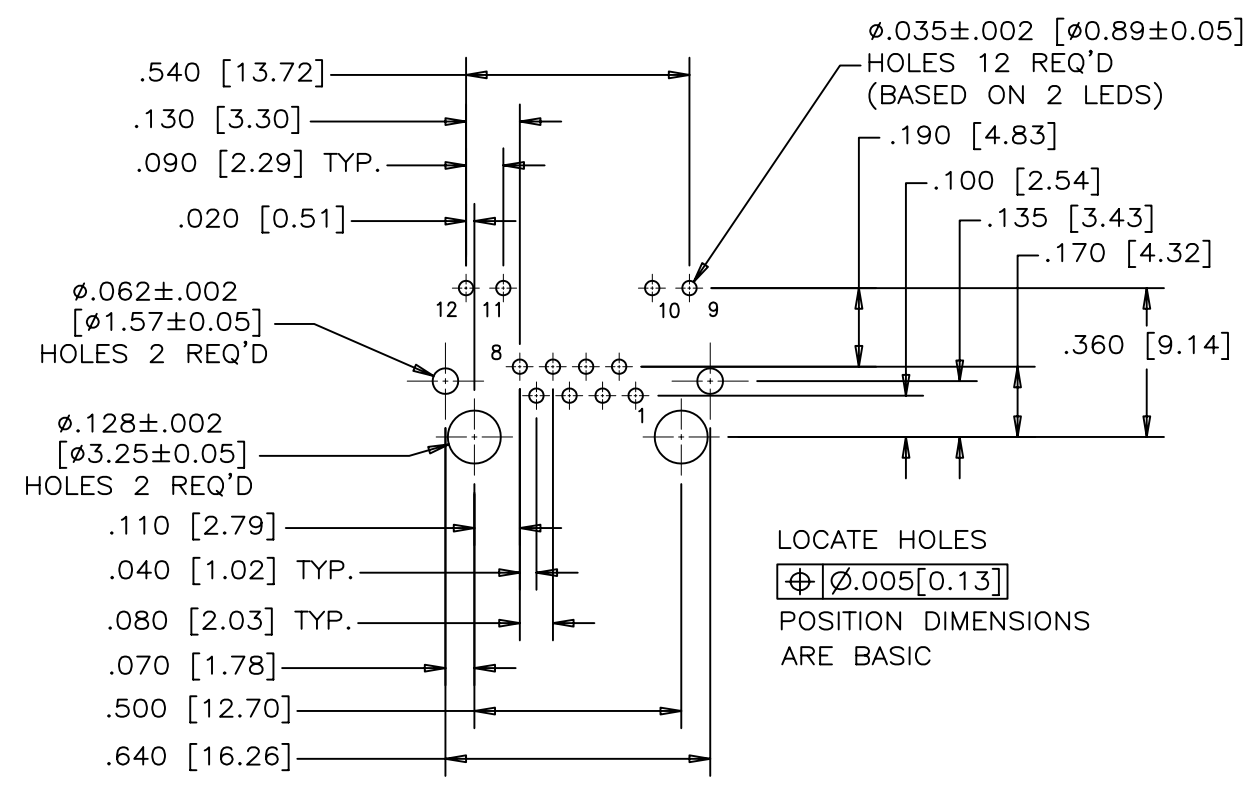 ø.035±.002 [ø0.89±0.05]
HOLES 12 REQ'D
(BASED ON 2 LEDS)
.540 [13.72]
.130 [3.30]
.090 [2.29] TYP.
.020 [0.51]
.190 [4.83]
.100 [2.54]
.135 [3.43]
.170 [4.32]
.360 [9.14]
ø.062±.002
[ø1.57±0.05]
HOLES 2 REQ'D
12 11 10 9
8
1
ø.128±.002
[ø3.25±0.05]
HOLES 2 REQ'D
.110 [2.79]
.040 [1.02] TYP.
.080 [2.03] TYP.
.070 [1.78]
.500 [12.70]
.640 [16.26]
LOCATE HOLES
⌖ Ø.005[0.13]
POSITION DIMENSIONS
ARE BASIC